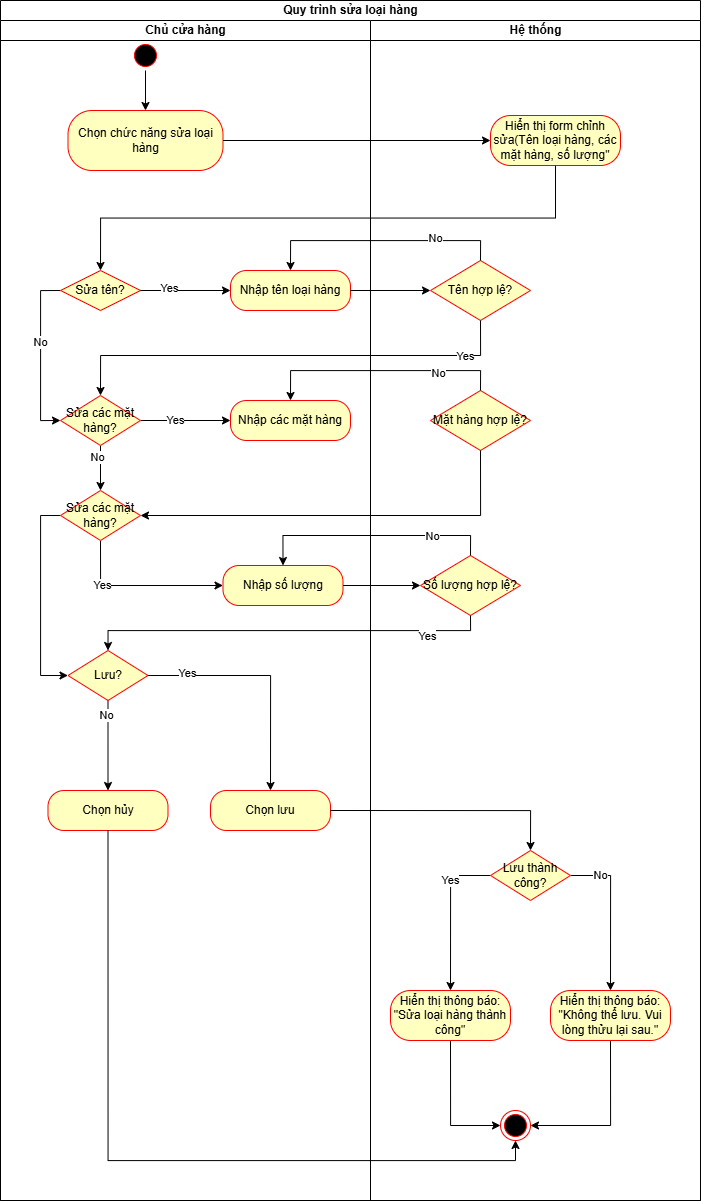 Quy trình sửa loại hàng
Chủ cửa hàng
Hệ thống
Chọn chức năng sửa loại
hàng
Hiển thị form chỉnh
sửa(Tên loại hàng, các
mặt hàng, số lượng"
No
Sửa tên?
Yes
Nhập tên loại hàng
Tên hợp lệ?
No
Yes
No
Sửa các mặt
hàng?
Yes
Nhập các mặt hàng
Mặt hàng hợp lệ?
No
Sửa các mặt
hàng?
No
Yes
Nhập số lượng
Số lượng hợp lệ?
Yes
Lưu?
Yes
No
Chọn hủy
Chọn lưu
Lưu thành
công?
Yes
No
Hiển thị thông báo:
"Sửa loại hàng thành
công"
Hiển thị thông báo:
"Không thể lưu. Vui
lòng thửu lại sau."